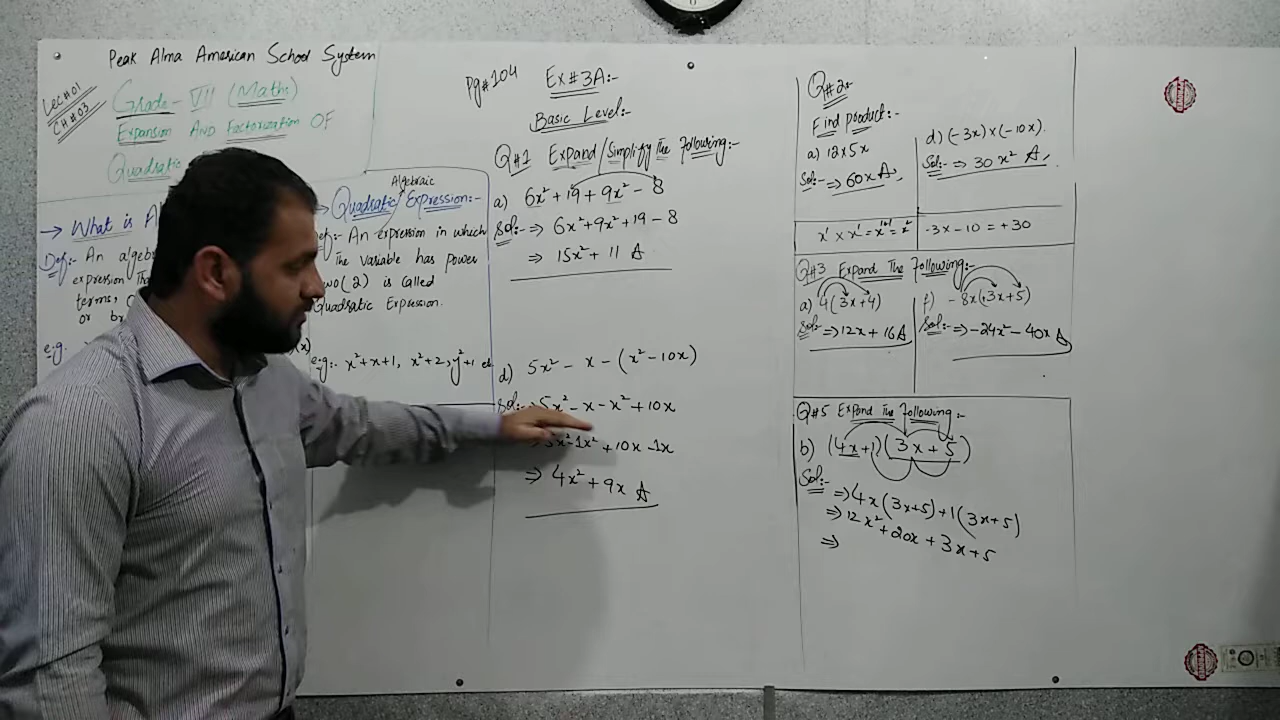 Peak Alma American School System
Lec#01
CH#03
Grade- VII (Math)
Expansion AND Factorization OF
Quadratic
→ What is A
Def:- An algeb
expression
terms,
or b
e.g.
Algebraic
→ Quadratic Expression:-
Def:- An expression in which
The variable has power
two (2) is called
Quadratic Expression.
e.g:- x²+x+1, x²+2, y²+1 etc
Pg#104
Ex#3A:-
Basic Level:-
Q#1 Expand/Simplify The Following:-
a) 6x² + 19 + 9x² - 8
Sol:- ⇒ 6x² + 9x² + 19 - 8
⇒ 15x² + 11 A
d) 5x² - x - (x² - 10x)
Sol:- ⇒ 5x² - x - x² + 10x
⇒ 5x² - 1x² + 10x - 1x
⇒ 4x² + 9x A
Q#2:-
Find product:-
a) 12x5x
Sol:- ⇒ 60x A
d) (-3x) x (-10x).
Sol:- ⇒ 30x² A
x¹ × x¹ = x¹⁺¹ = x²
-3x-10 = +30
Q#3 Expand The Following:-
a) 4(3x+4)
Sol:- ⇒ 12x + 16 A
f) -8x(+3x+5)
Sol:- ⇒ -24x² - 40x A
Q#5 Expand The Following:-
b) (4x+1)(3x+5)
Sol:-
⇒ 4x(3x+5)+1(3x+5)
⇒ 12x² + 20x + 3x + 5
⇒